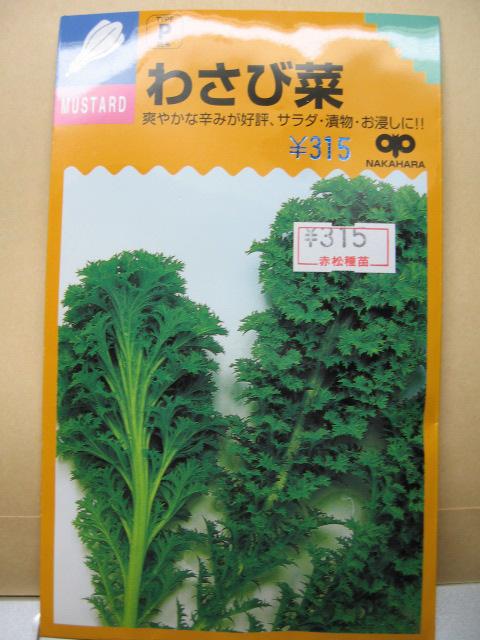 TYPE
P
MUSTARD
わさび菜
爽やかな辛みが好評、サラダ・漬物・お浸しに!!
¥315
NAKAHARA
¥315
赤松種苗